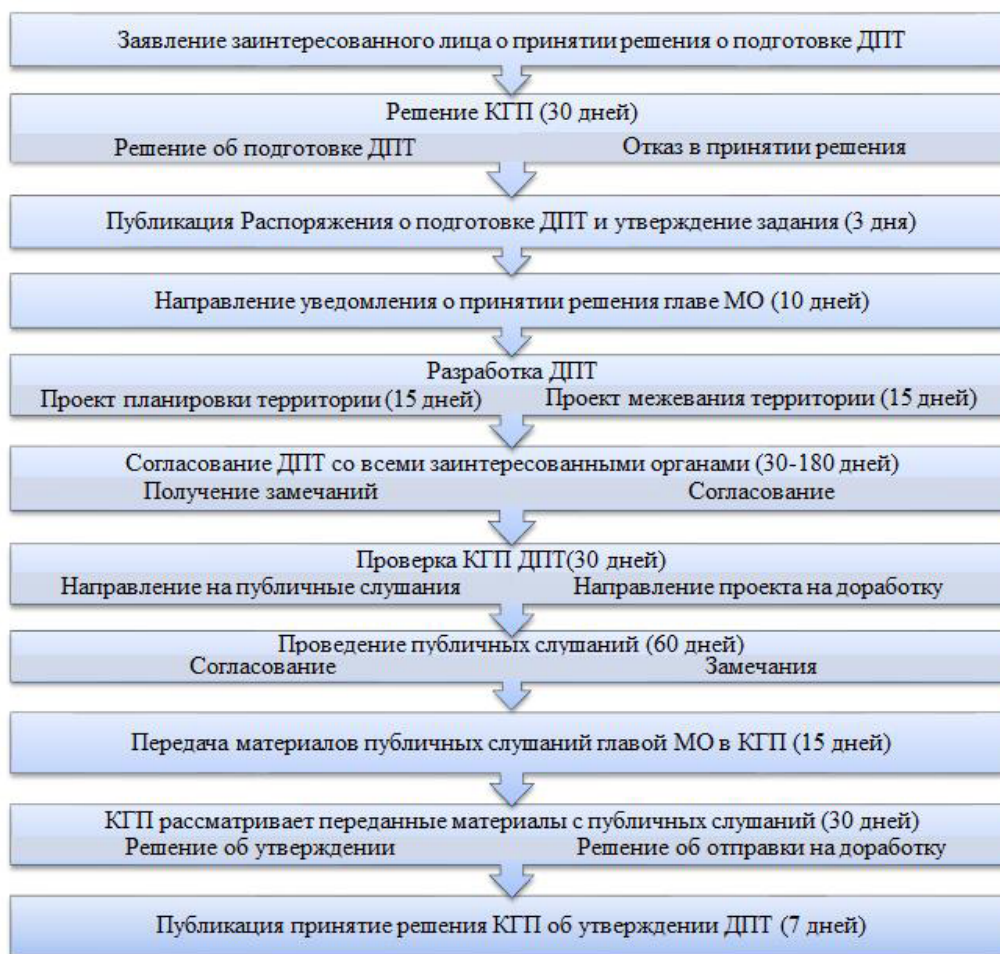 Заявление заинтересованного лица о принятии решения о подготовке ДПТ
Решение КГП (30 дней)
Решение об подготовке ДПТ
Отказ в принятии решения
Публикация Распоряжения о подготовке ДПТ и утверждение задания (3 дня)
Направление уведомления о принятии решения главе МО (10 дней)
Разработка ДПТ
Проект планировки территории (15 дней)
Проект межевания территории (15 дней)
Согласование ДПТ со всеми заинтересованными органами (30-180 дней)
Получение замечаний
Согласование
Проверка КГП ДПТ(30 дней)
Направление на публичные слушания
Направление проекта на доработку
Проведение публичных слушаний (60 дней)
Согласование
Замечания
Передача материалов публичных слушаний главой МО в КГП (15 дней)
КГП рассматривает переданные материалы с публичных слушаний (30 дней)
Решение об утверждении
Решение об отправки на доработку
Публикация принятие решения КГП об утверждении ДПТ (7 дней)